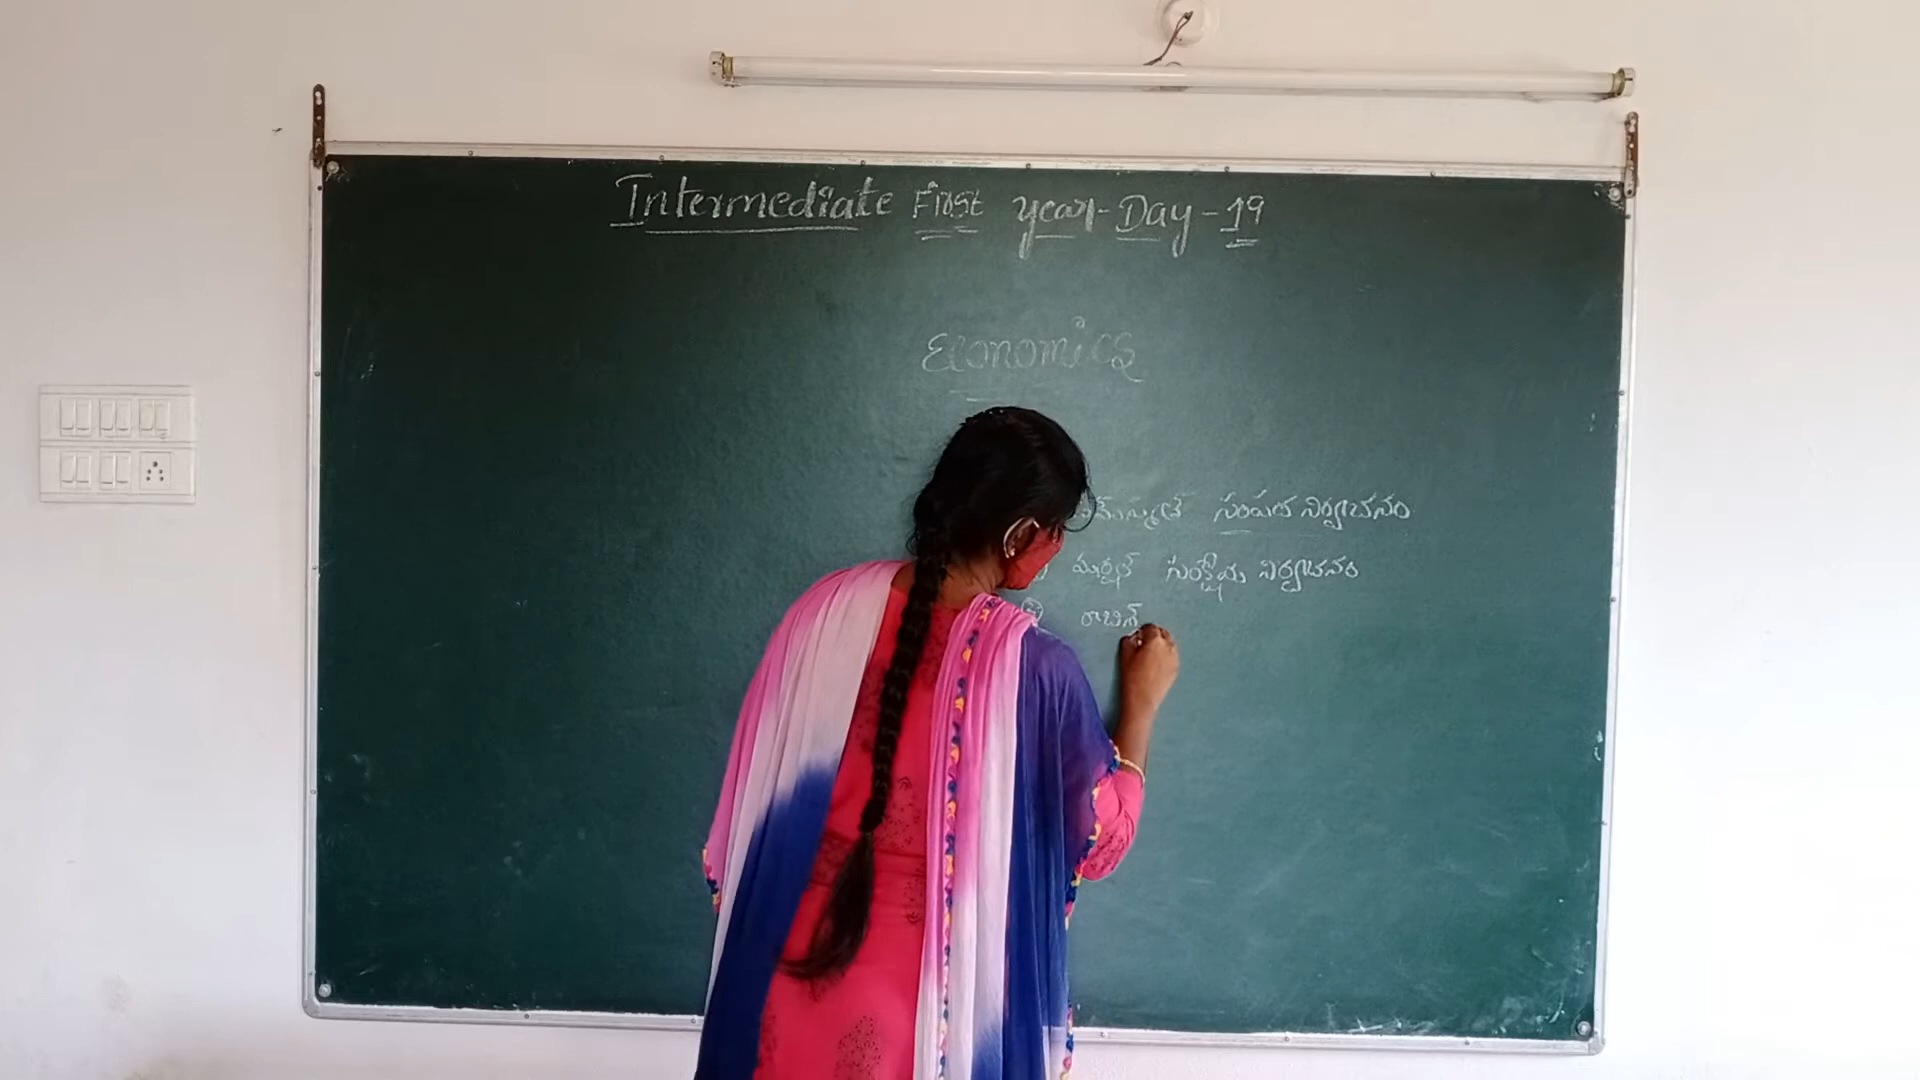 Intermediate First year - Day - 19
Economics
సంపద నిర్వచనం
మార్షల్ సంక్షేమ నిర్వచనం
రాబిన్